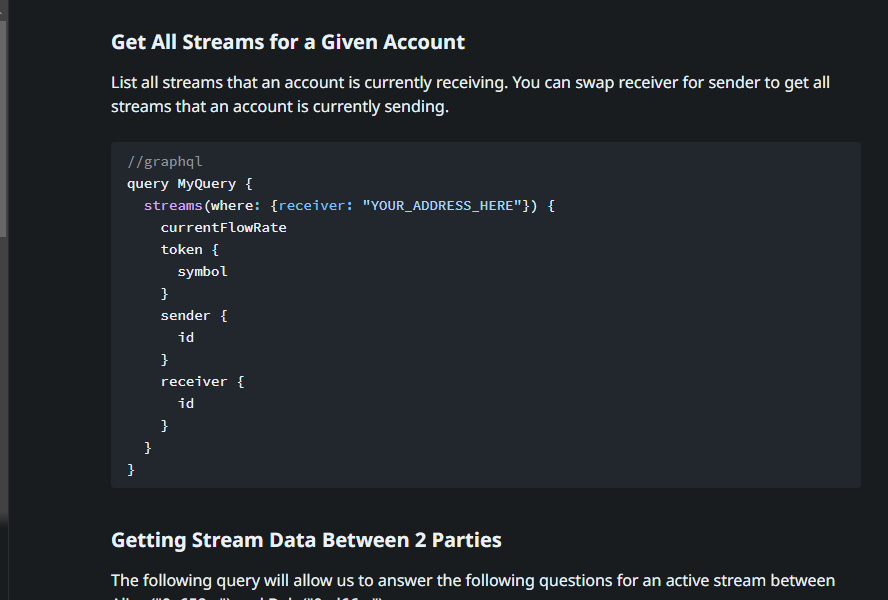 Get All Streams for a Given Account
List all streams that an account is currently receiving. You can swap receiver for sender to get all
streams that an account is currently sending.
//graphql
query MyQuery {
  streams(where: {receiver: "YOUR_ADDRESS_HERE"}) {
    currentFlowRate
    token {
      symbol
    }
    sender {
      id
    }
    receiver {
      id
    }
  }
}
Getting Stream Data Between 2 Parties
The following query will allow us to answer the following questions for an active stream between